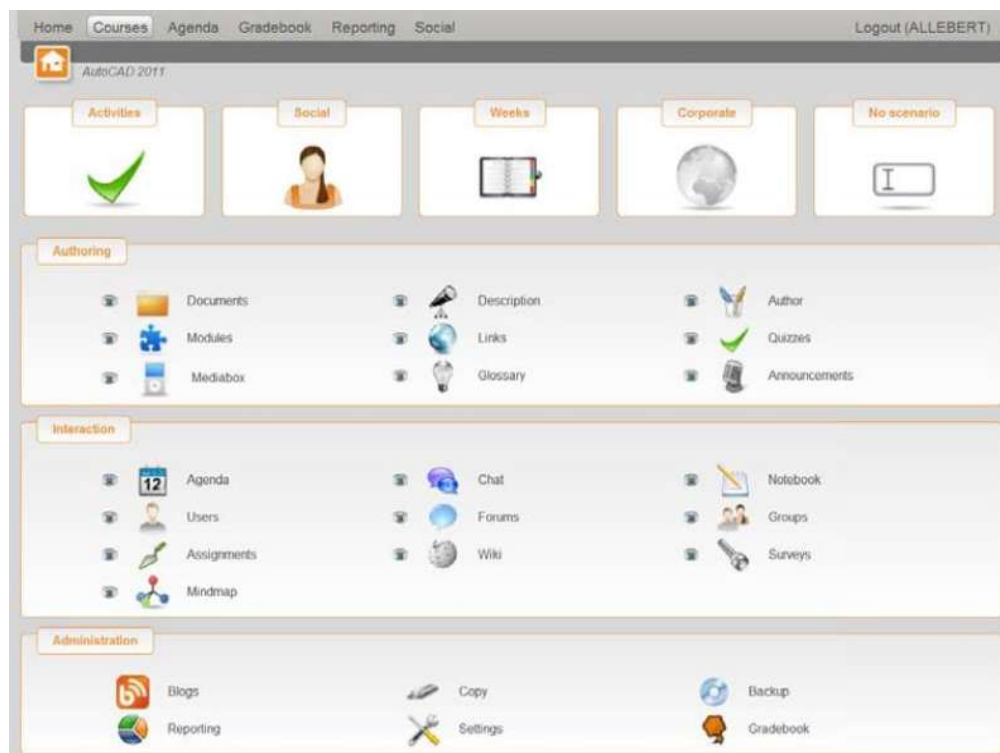 Home Courses Agenda Gradebook Reporting Social Logout (ALLEBERT)
AutoCAD 2011
Activities Social Weeks Corporate No scenario
Authoring
Documents Description Author
Modules Links Quizzes
Mediabox Glossary Announcements
Interaction
12
Agenda Chat Notebook
Users Forums Groups
Assignments Wiki Surveys
Mindmap
Administration
Blogs Copy Backup
Reporting Settings Gradebook